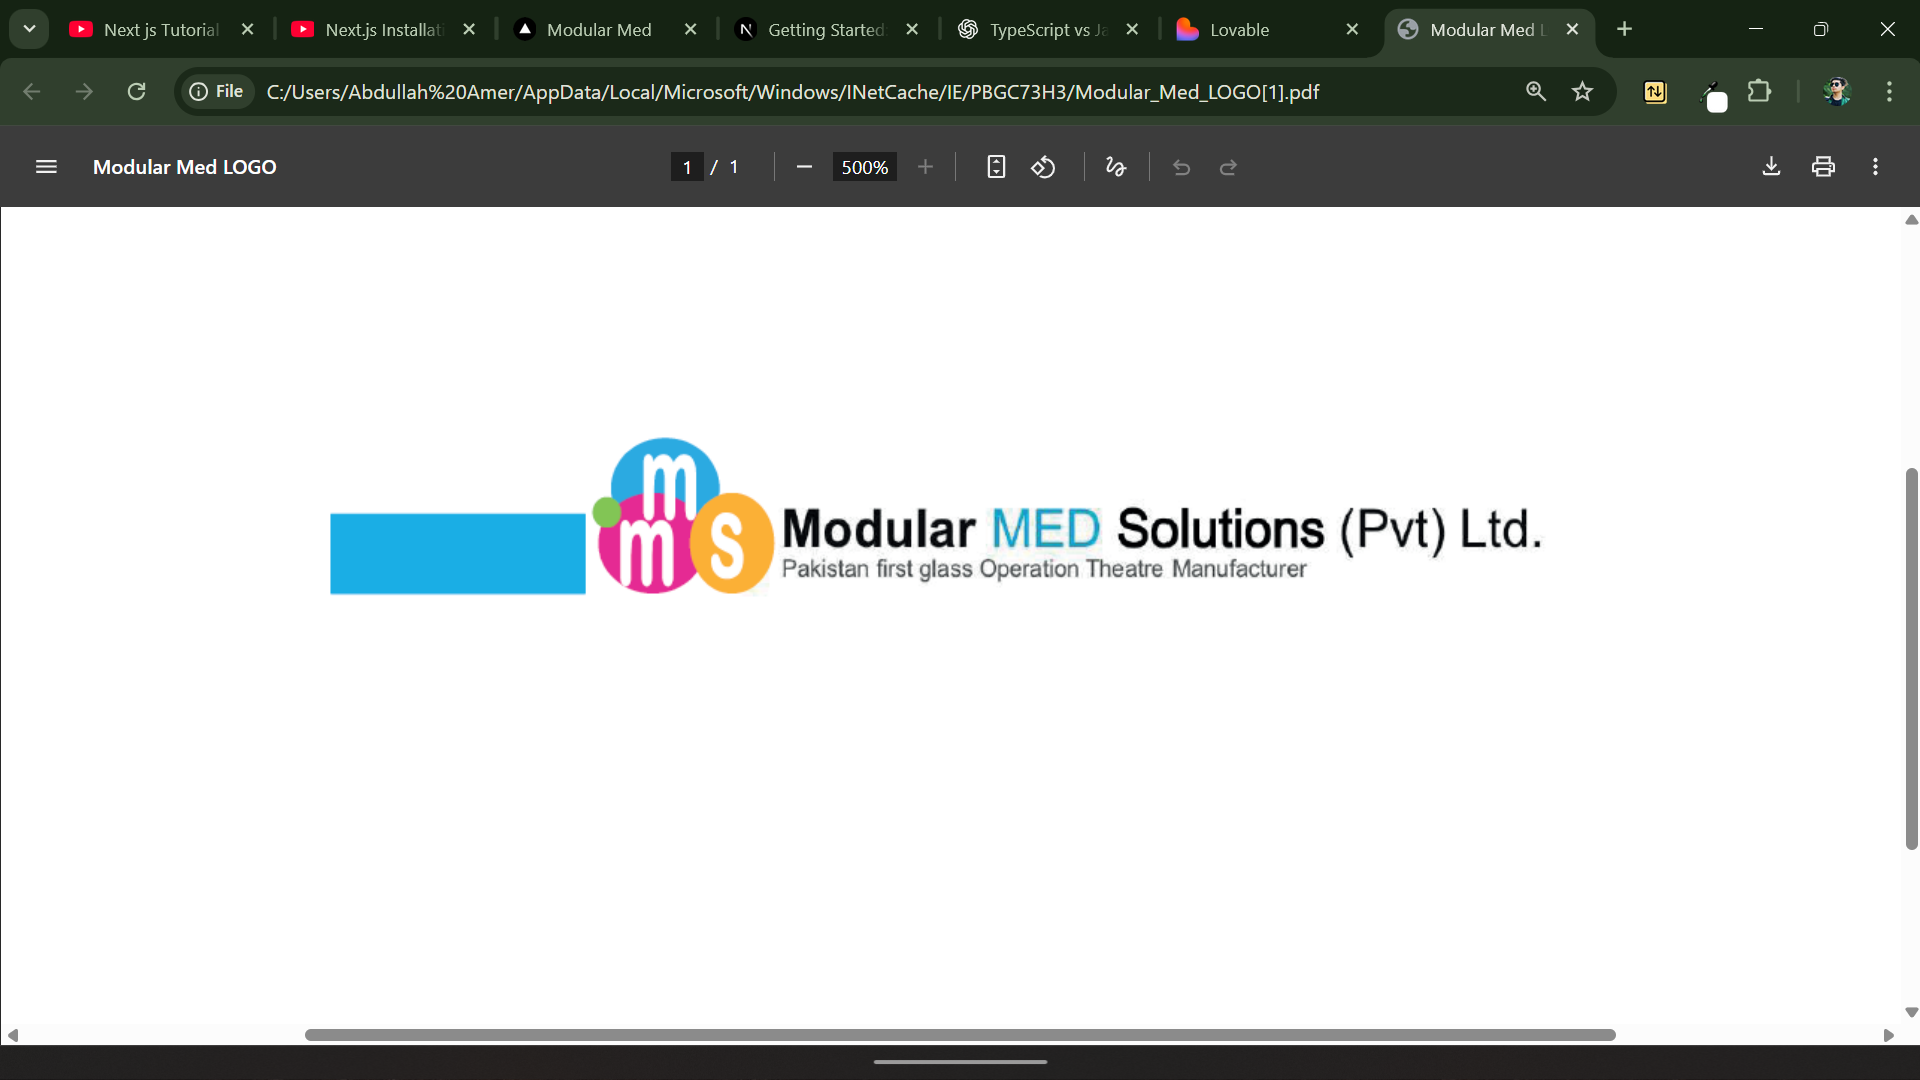 Next js Tutorial
Next.js Installati
Modular Med
Getting Started:
TypeScript vs Ja
Lovable
Modular Med L
File
C:/Users/Abdullah%20Amer/AppData/Local/Microsoft/Windows/INetCache/IE/PBGC73H3/Modular_Med_LOGO[1].pdf
Modular Med LOGO
1 / 1
500%
m
m s
Modular MED Solutions (Pvt) Ltd.
Pakistan first glass Operation Theatre Manufacturer